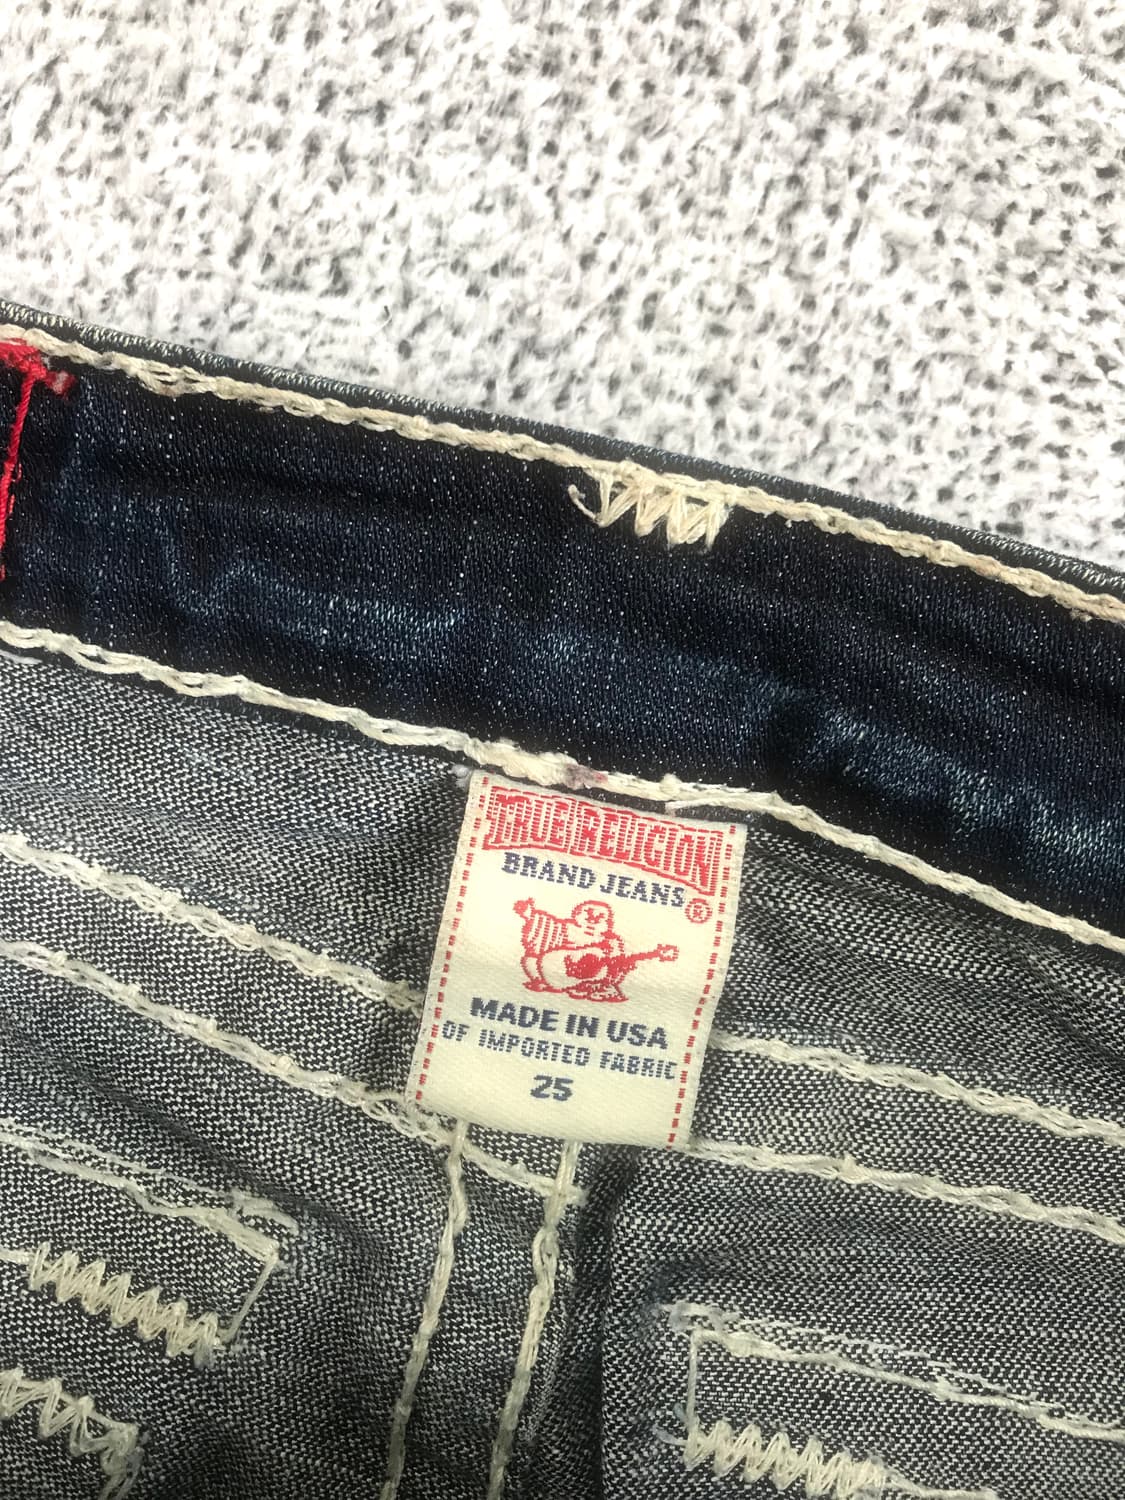 TRUE RELIGION
BRAND JEANS®
MADE IN USA
OF IMPORTED FABRIC
25